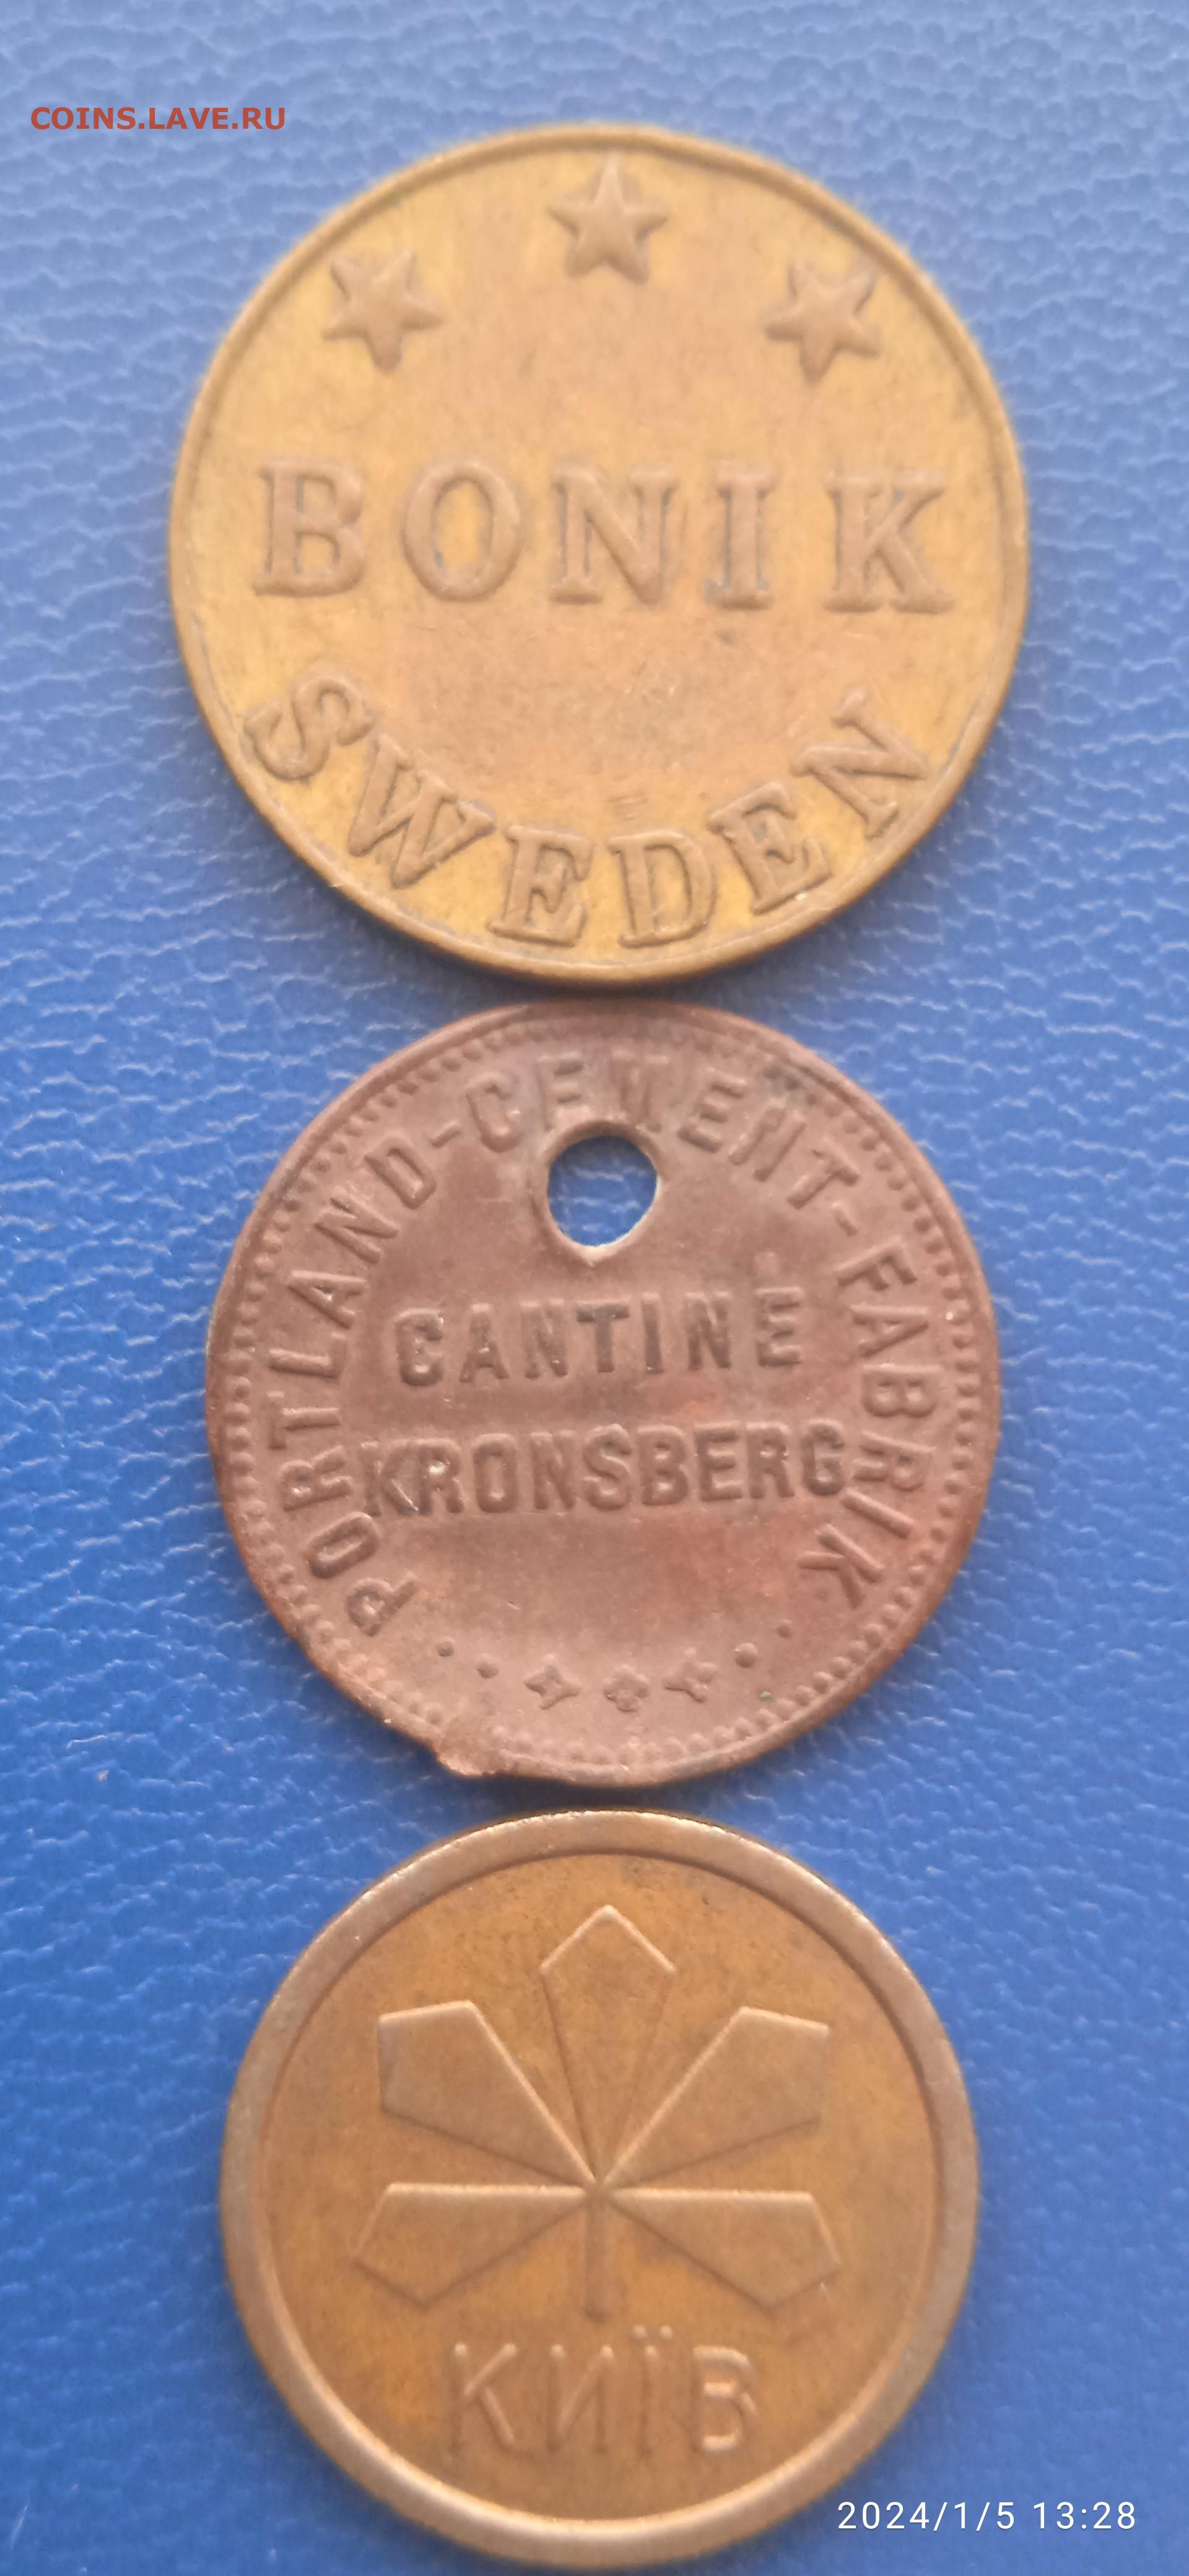 COINS.LAVE.RU
BONIK
SWEDEN
PORTLAND-CEMENT-FABRIK
CANTINE
KRONSBERG
КИЇВ
2024/1/5 13:28